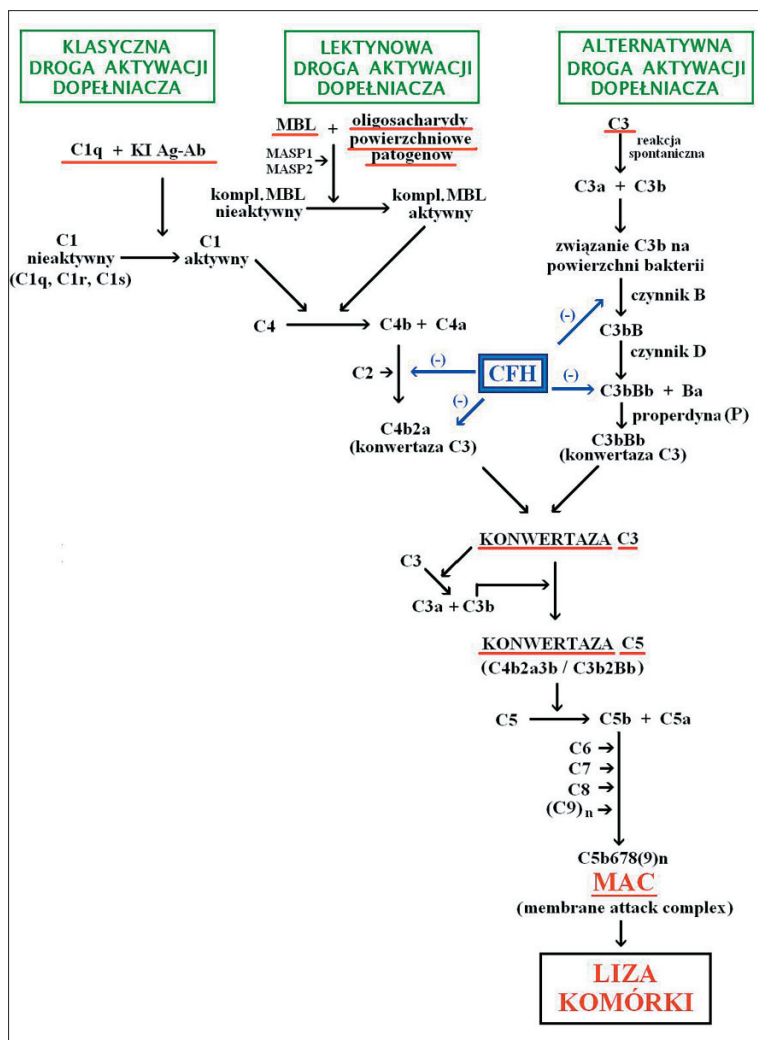 KLASYCZNA
DROGA AKTYWACJI
DOPEŁNIACZA
LEKTYNOWA
DROGA AKTYWACJI
DOPEŁNIACZA
ALTERNATYWNA
DROGA AKTYWACJI
DOPEŁNIACZA
C1q + KI Ag-Ab
MBL + oligosacharydy
powierzchniowe
patogenow
MASP1
MASP2
C3
reakcja
spontaniczna
kompl.MBL
nieaktywny
kompl.MBL
aktywny
C3a + C3b
C1
nieaktywny
(C1q, C1r, C1s)
C1
aktywny
związanie C3b na
powierzchni bakterii
czynnik B
(-)
C4
C4b + C4a
C3bB
czynnik D
C2
(-)
CFH
(-)
C3bBb + Ba
(-)
properdyna (P)
C4b2a
(konwertaza C3)
C3bBb
(konwertaza C3)
KONWERTAZA C3
C3
C3a + C3b
KONWERTAZA C5
(C4b2a3b / C3b2Bb)
C5
C5b + C5a
C6
C7
C8
(C9)n
C5b678(9)n
MAC
(membrane attack complex)
LIZA
KOMÓRKI